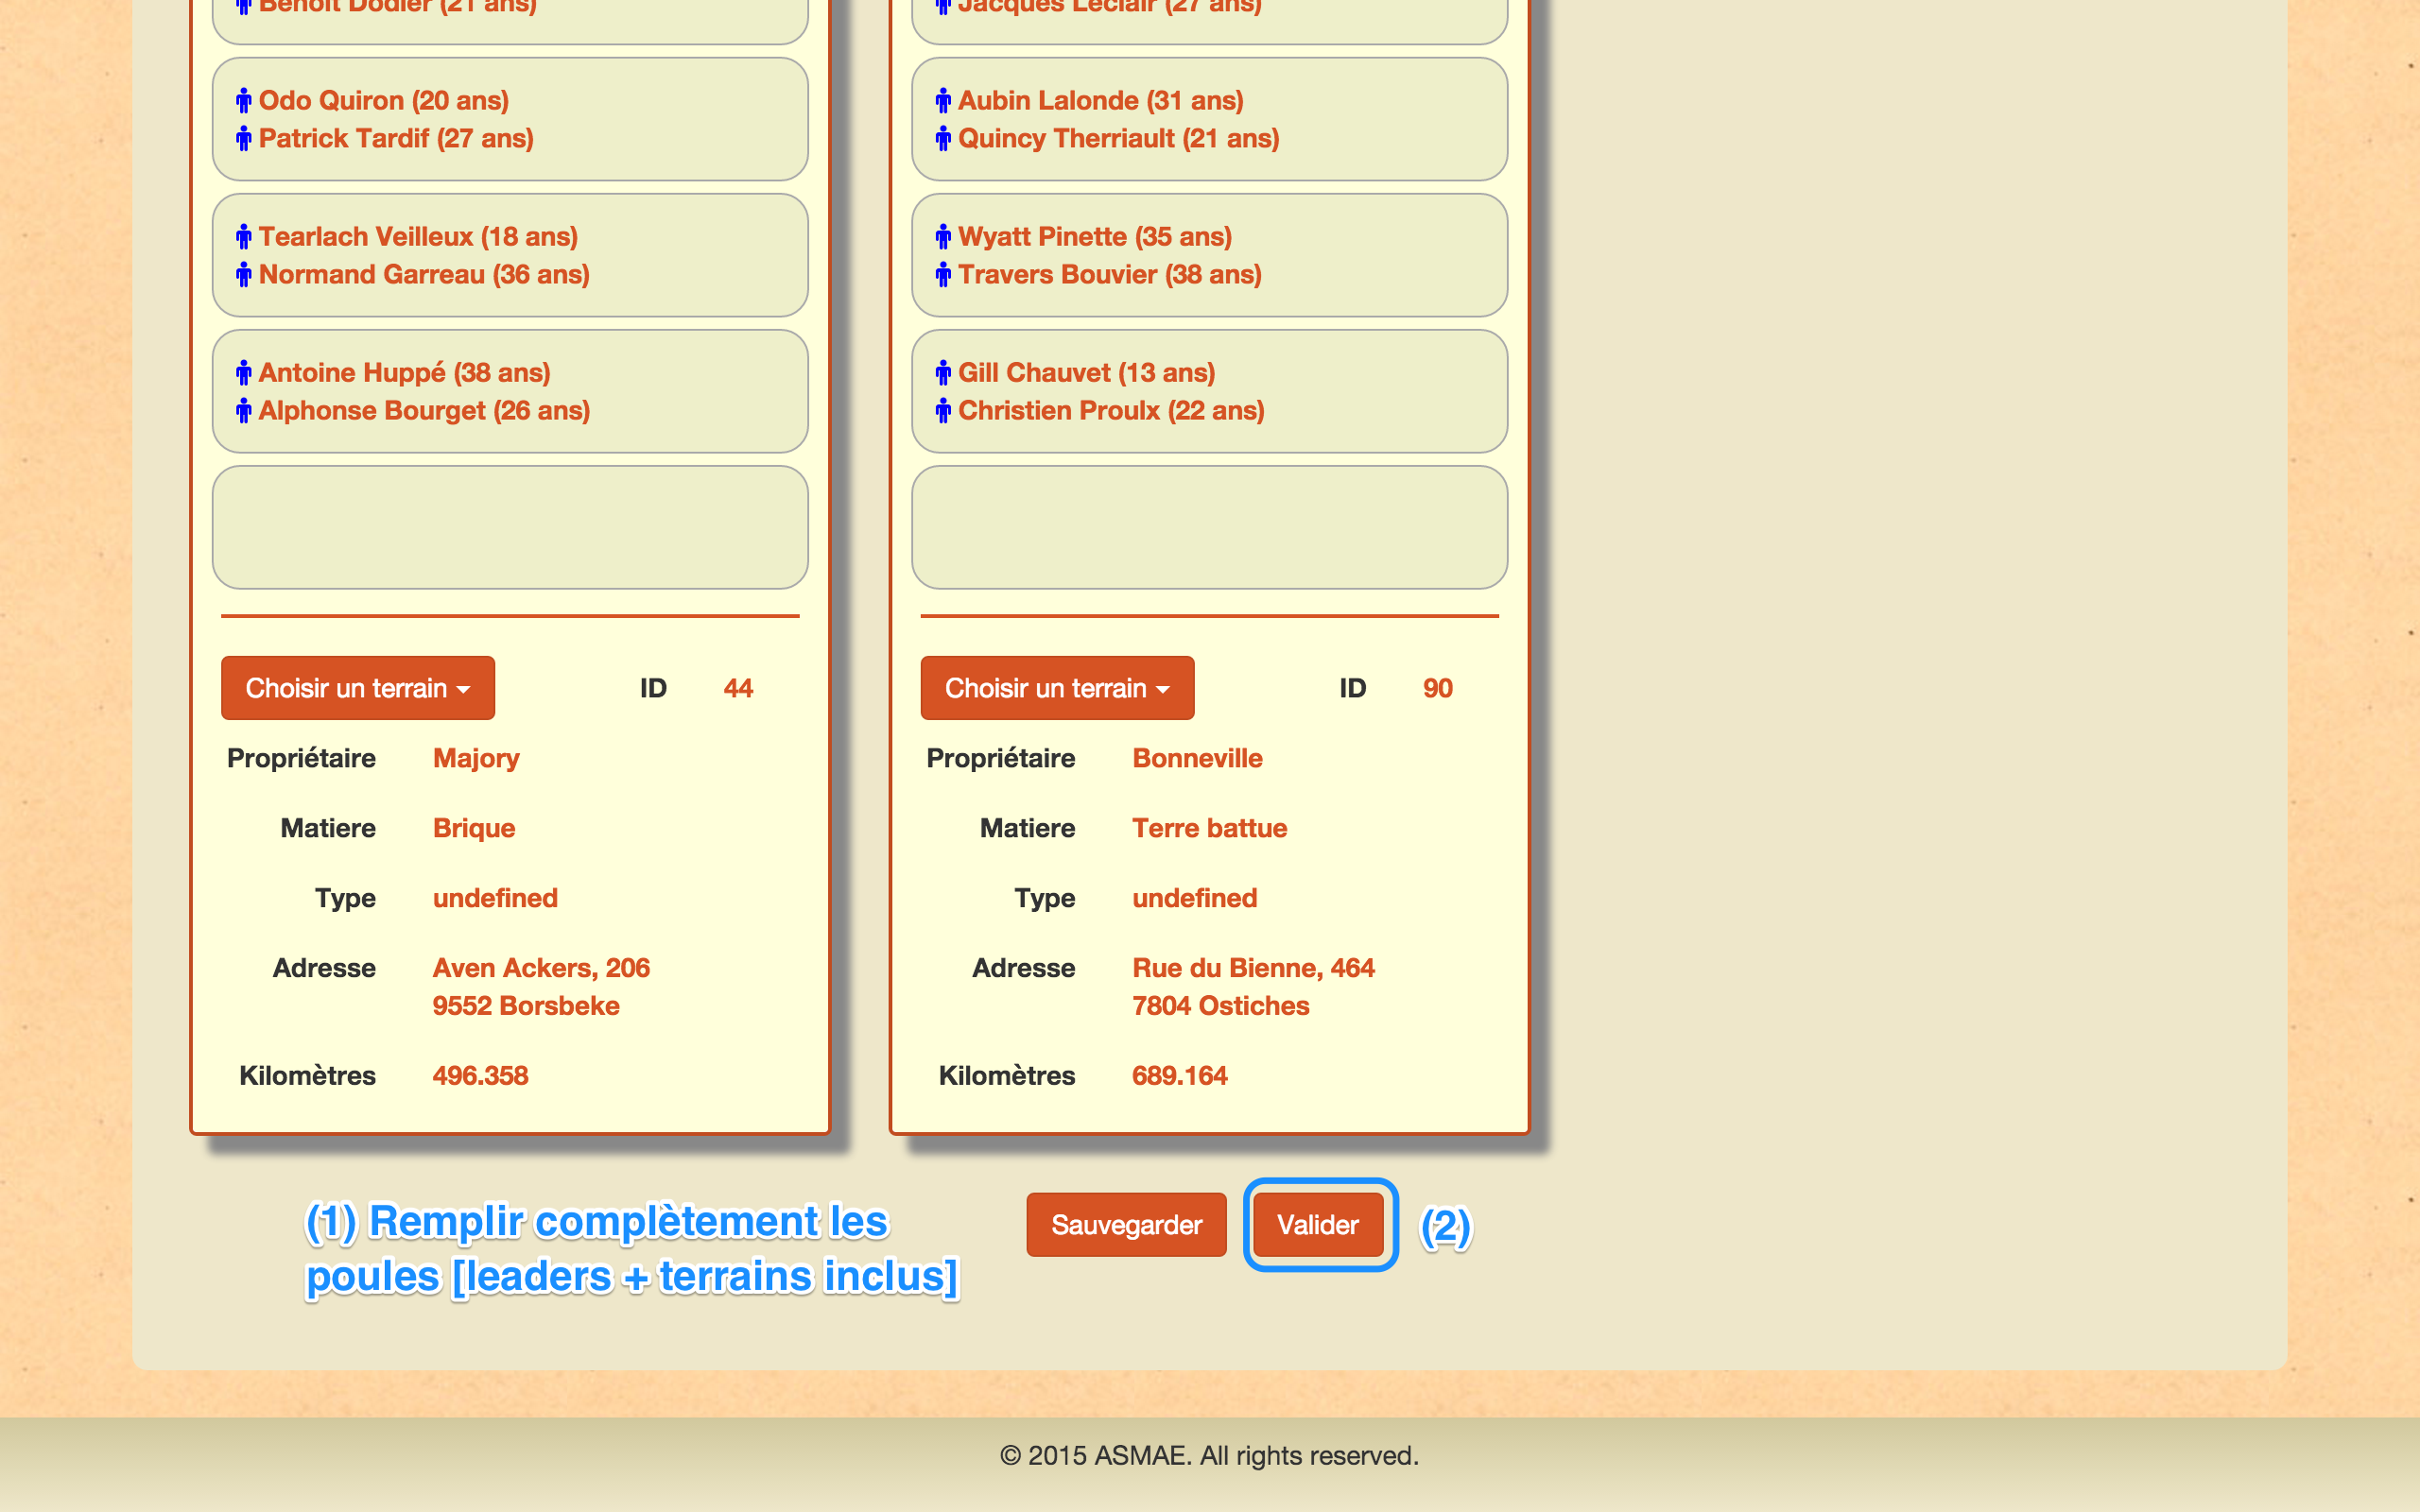 Benoit Dodier (21 ans)
Odo Quiron (20 ans)
Patrick Tardif (27 ans)
Tearlach Veilleux (18 ans)
Normand Garreau (36 ans)
Antoine Huppé (38 ans)
Alphonse Bourget (26 ans)
Choisir un terrain
ID 44
Propriétaire Majory
Matiere Brique
Type undefined
Adresse Aven Ackers, 206
9552 Borsbeke
Kilomètres 496.358
Jacques Leclair (27 ans)
Aubin Lalonde (31 ans)
Quincy Therriault (21 ans)
Wyatt Pinette (35 ans)
Travers Bouvier (38 ans)
Gill Chauvet (13 ans)
Christien Proulx (22 ans)
Choisir un terrain
ID 90
Propriétaire Bonneville
Matiere Terre battue
Type undefined
Adresse Rue du Bienne, 464
7804 Ostiches
Kilomètres 689.164
(1) Remplir complètement les
poules [leaders + terrains inclus]
Sauvegarder
Valider
(2)
© 2015 ASMAE. All rights reserved.